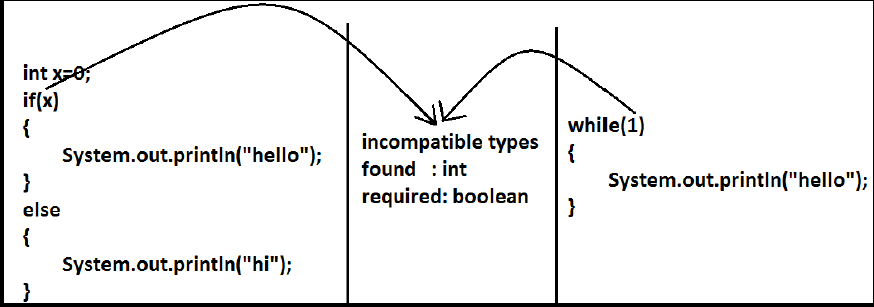 int x=0;
if(x)
{
System.out.println("hello");
}
else
{
System.out.println("hi");
}
incompatible types
found : int
required: boolean
while(1)
{
System.out.println("hello");
}